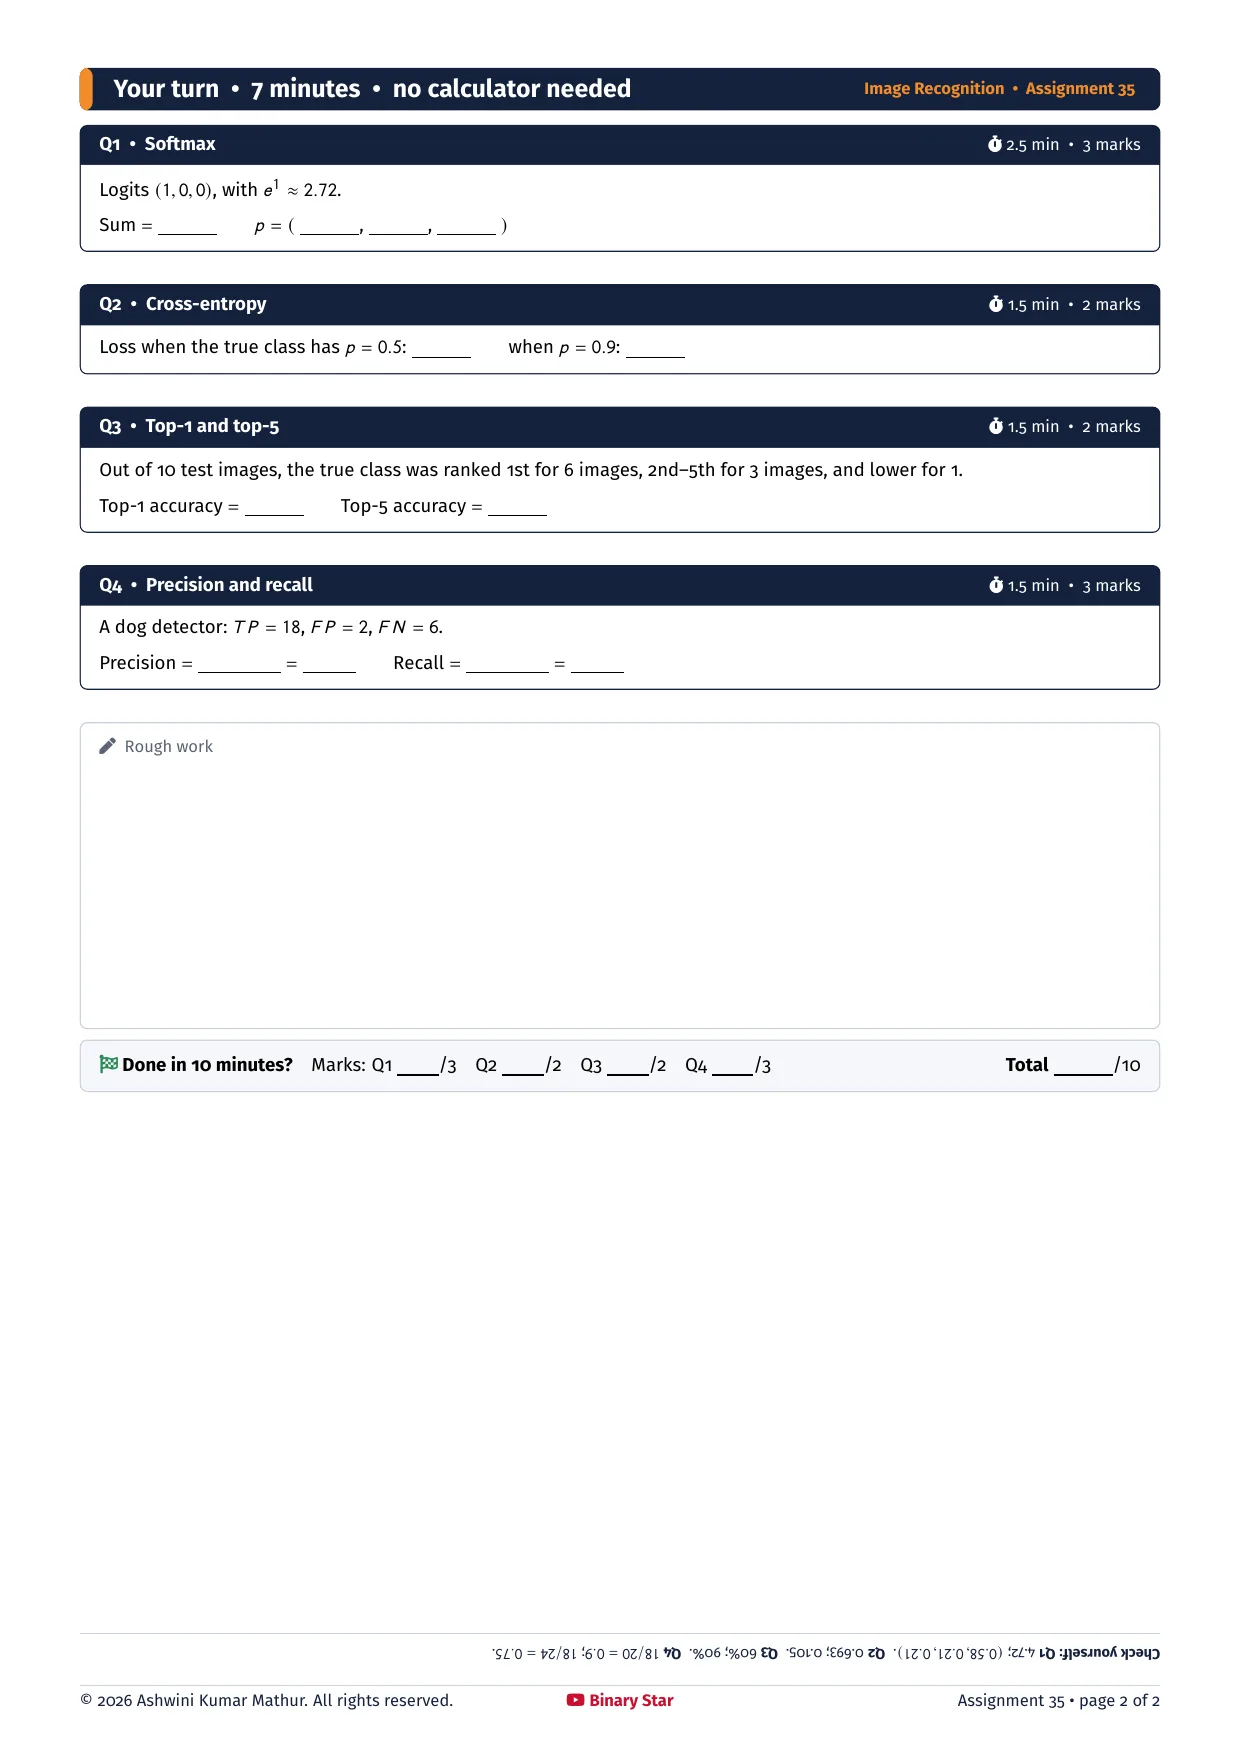 Your turn • 7 minutes • no calculator needed
Image Recognition • Assignment 35
Q1 • Softmax
2.5 min • 3 marks
Logits (1, 0, 0), with e¹ ≈ 2.72.
Sum = ______ p = ( ______, ______, ______ )
Q2 • Cross-entropy
1.5 min • 2 marks
Loss when the true class has p = 0.5: ______ when p = 0.9: ______
Q3 • Top-1 and top-5
1.5 min • 2 marks
Out of 10 test images, the true class was ranked 1st for 6 images, 2nd–5th for 3 images, and lower for 1.
Top-1 accuracy = ______ Top-5 accuracy = ______
Q4 • Precision and recall
1.5 min • 3 marks
A dog detector: TP = 18, FP = 2, FN = 6.
Precision = ________ = _____ Recall = ________ = _____
Rough work
Done in 10 minutes? Marks: Q1 ____/3 Q2 ____/2 Q3 ____/2 Q4 ____/3
Total ______/10
Check yourself: Q1 4.72; (0.58, 0.21, 0.21). Q2 0.693; 0.105. Q3 60%; 90%. Q4 18/20 = 0.9; 18/24 = 0.75.
© 2026 Ashwini Kumar Mathur. All rights reserved.
Binary Star
Assignment 35 • page 2 of 2